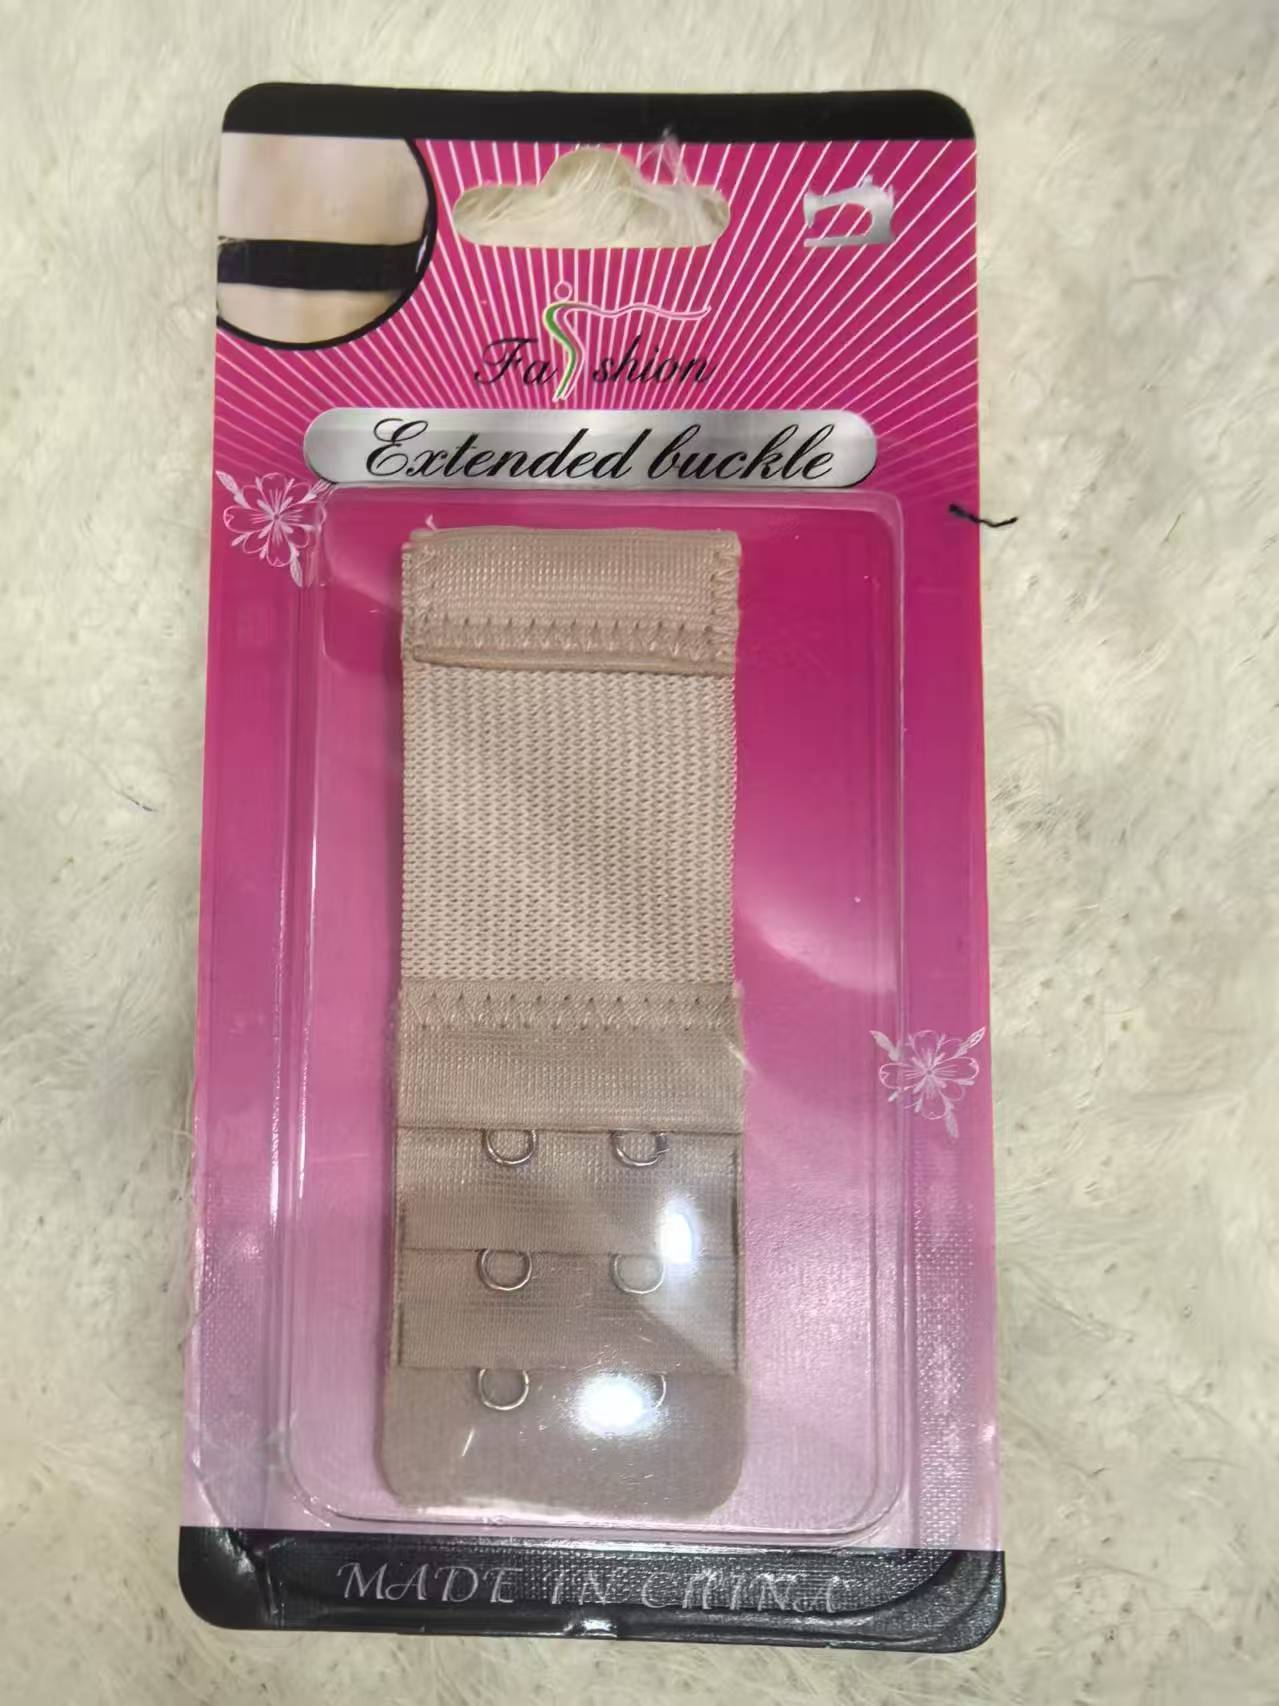 Fashion
Extended buckle
MADE IN CHINA